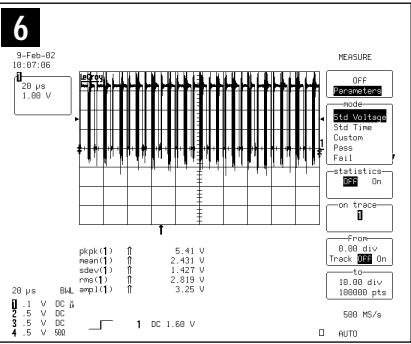 6
9-Feb-02
10:07:06
1
20 µs
1.00 V
LeCroy
1
MEASURE
OFF
Parameters
mode
Std Voltage
Std Time
Custom
Pass
Fail
statistics
OFF On
on trace
1
From
0.00 div
Track OFF On
to
10.00 div
100000 pts
pkpk(1) ⇑ 5.41 V
mean(1) ⇑ 2.431 V
sdev(1) ⇑ 1.427 V
rms(1) ⇑ 2.819 V
ampl(1) ⇑ 3.25 V
20 µs BWL
1 .1 V DC
2 .5 V DC
3 .5 V DC
4 .5 V 50Ω
1 DC 1.60 V
500 MS/s
AUTO